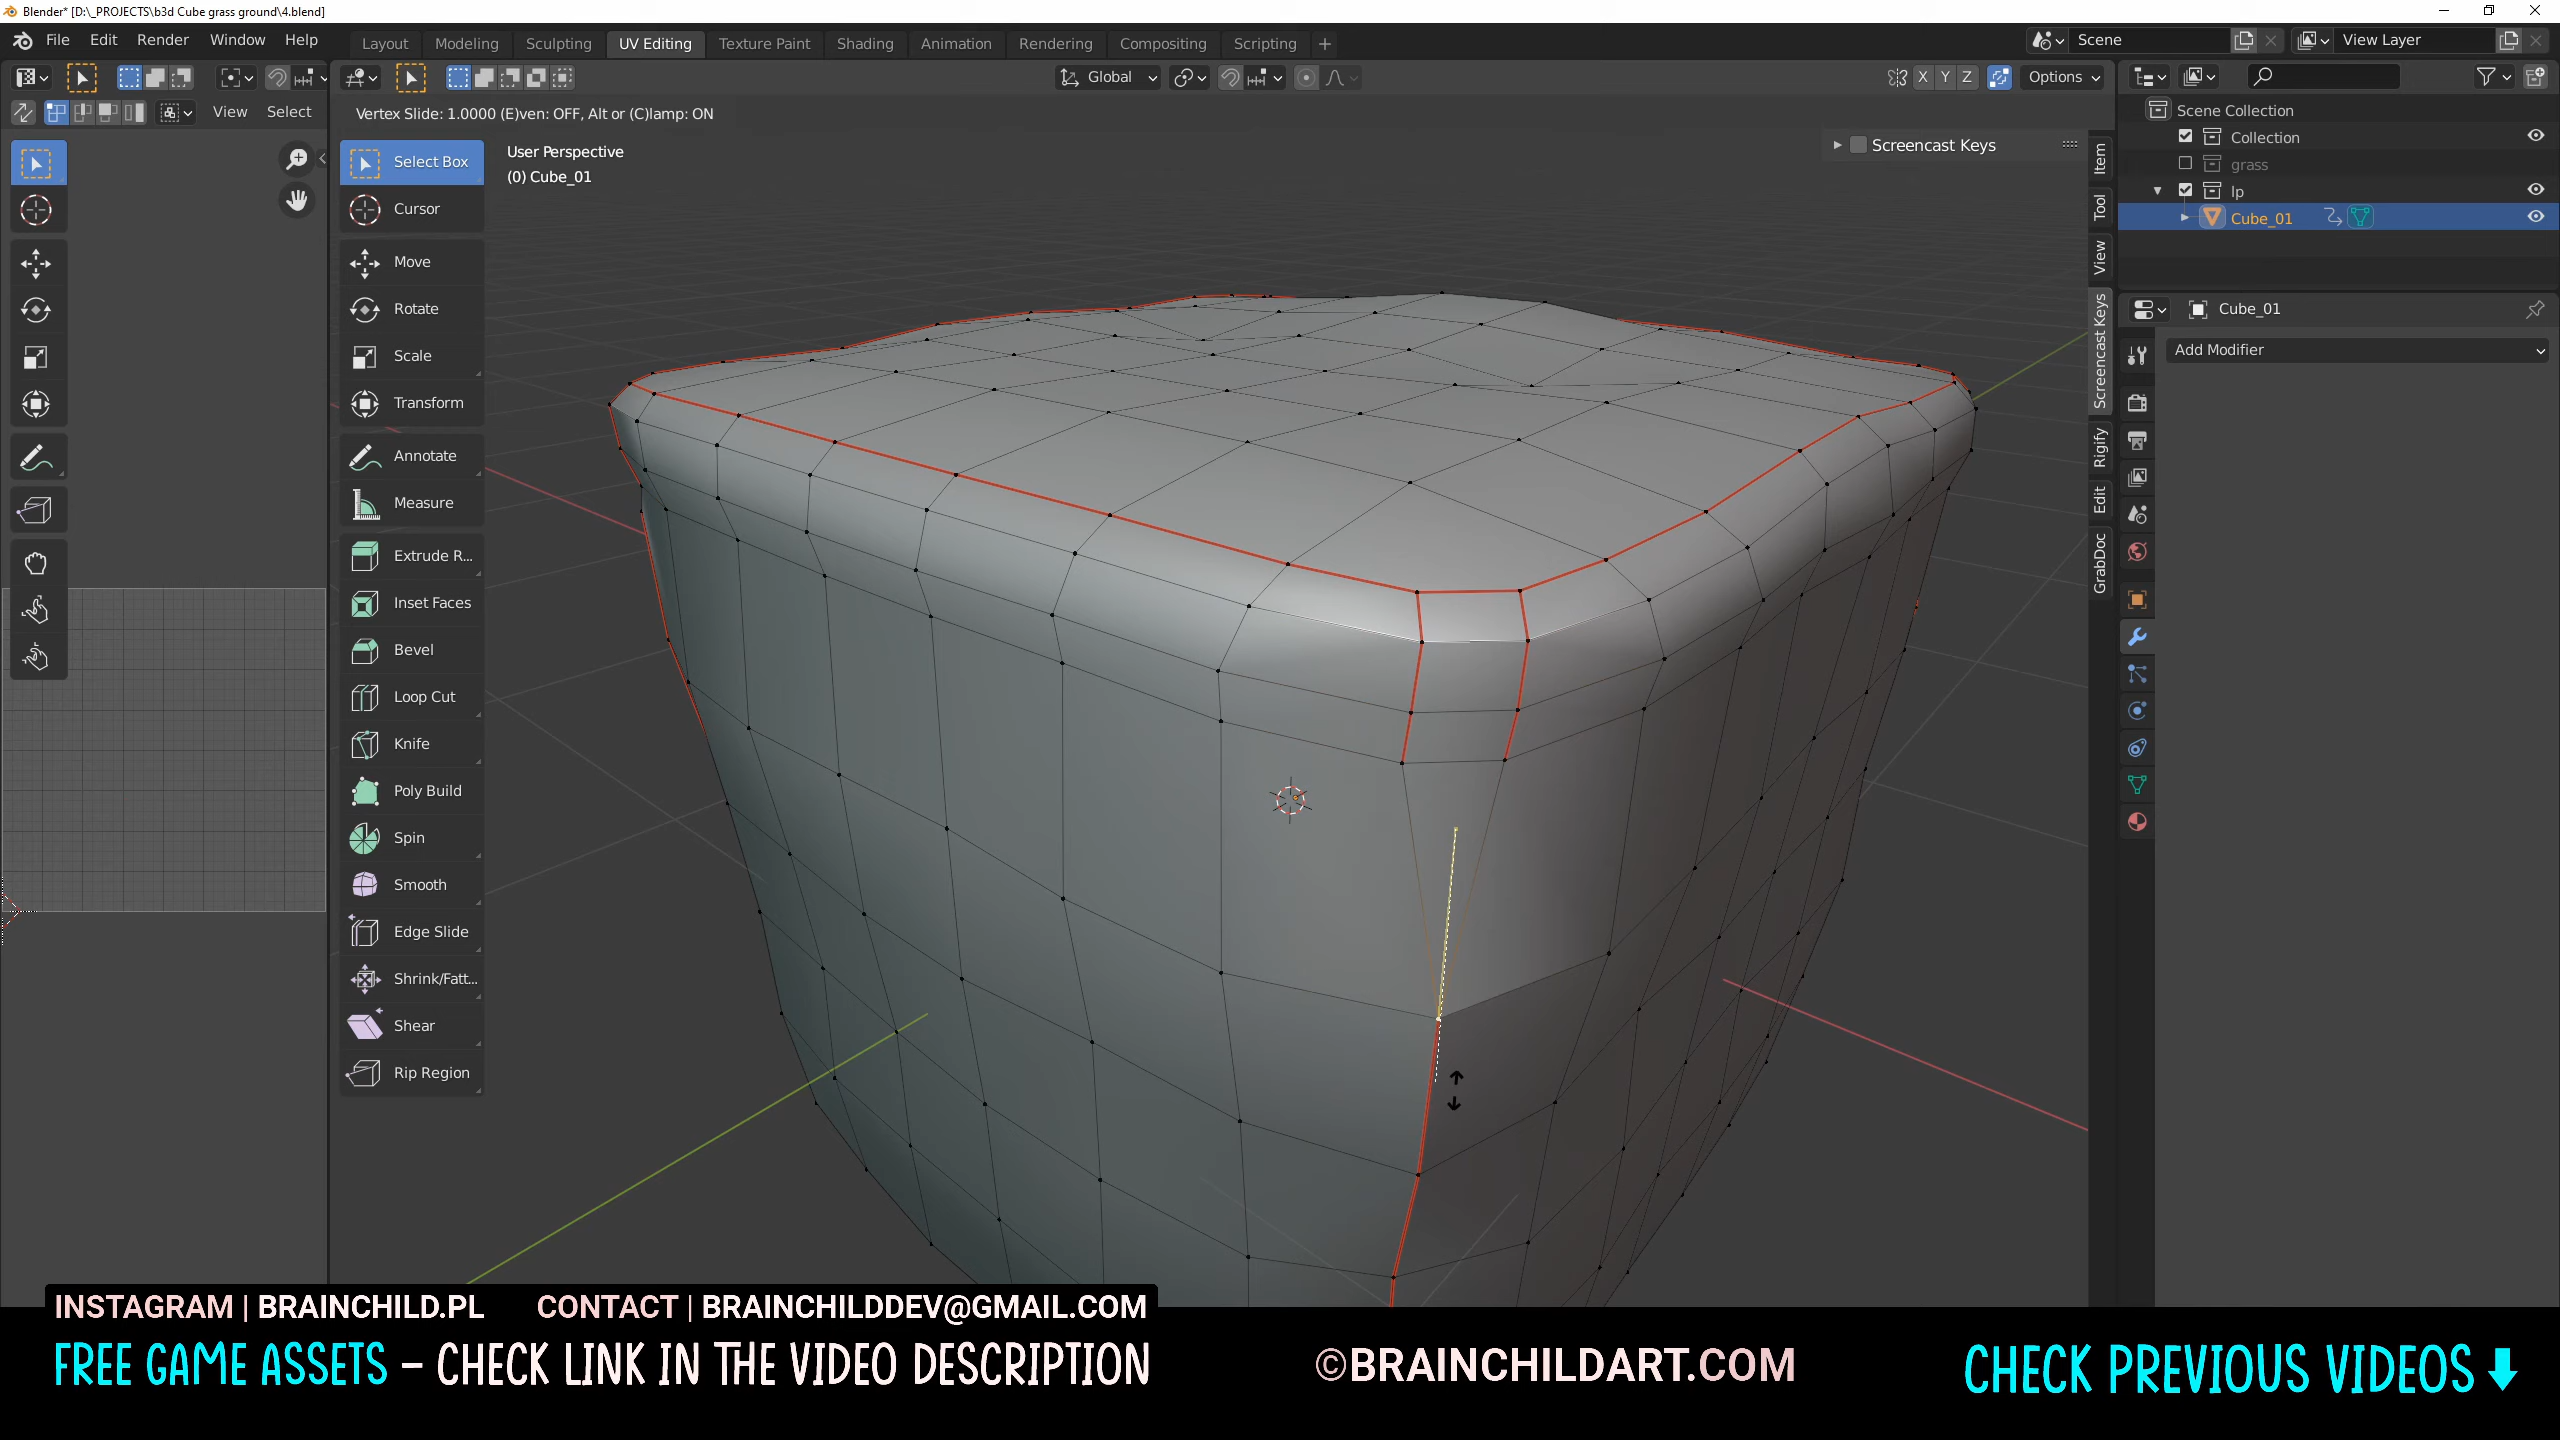 Blender* [D:\_PROJECTS\b3d Cube grass ground\4.blend]
File Edit Render Window Help Layout Modeling Sculpting UV Editing Texture Paint Shading Animation Rendering Compositing Scripting + Scene View Layer
Global X Y Z Options
View Select
Vertex Slide: 1.0000 (E)ven: OFF, Alt or (C)lamp: ON
User Perspective
(0) Cube_01
Screencast Keys
Select Box
Cursor
Move
Rotate
Scale
Transform
Annotate
Measure
Extrude R...
Inset Faces
Bevel
Loop Cut
Knife
Poly Build
Spin
Smooth
Edge Slide
Shrink/Fatt...
Shear
Rip Region
Item
Tool
View
Screencast Keys
Rigify
Edit
GrabDoc
Scene Collection
Collection
grass
lp
Cube_01
Cube_01
Add Modifier
INSTAGRAM | BRAINCHILD.PL CONTACT | BRAINCHILDDEV@GMAIL.COM
FREE GAME ASSETS – CHECK LINK IN THE VIDEO DESCRIPTION
©BRAINCHILDART.COM
CHECK PREVIOUS VIDEOS